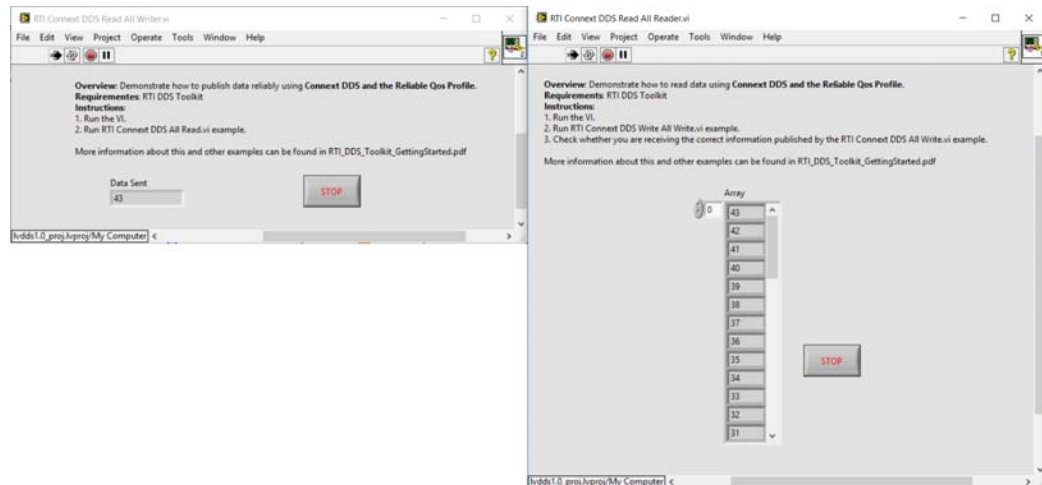 RTI Connext DDS Read All Writer.vi
File Edit View Project Operate Tools Window Help
Overview: Demonstrate how to publish data reliably using Connext DDS and the Reliable Qos Profile.
Requirementes: RTI DDS Toolkit
Instructions:
1. Run the VI.
2. Run RTI Connext DDS All Read.vi example.
More information about this and other examples can be found in RTI_DDS_Toolkit_GettingStarted.pdf
Data Sent
43
STOP
lvdds1.0_proj.lvproj/My Computer
RTI Connext DDS Read All Reader.vi
File Edit View Project Operate Tools Window Help
Overview: Demonstrate how to read data using Connext DDS and the Reliable Qos Profile.
Requirements: RTI DDS Toolkit
Instructions:
1. Run the VI.
2. Run RTI Connext DDS Write All Write.vi example.
3. Check whether you are receiving the correct information published by the RTI Connext DDS All Write.vi example.
More information about this and other examples can be found in RTI_DDS_Toolkit_GettingStarted.pdf
Array
0 43
42
41
40
39
38
37
36
35
34
33
32
31
STOP
lvdds1.0_proj.lvproj/My Computer